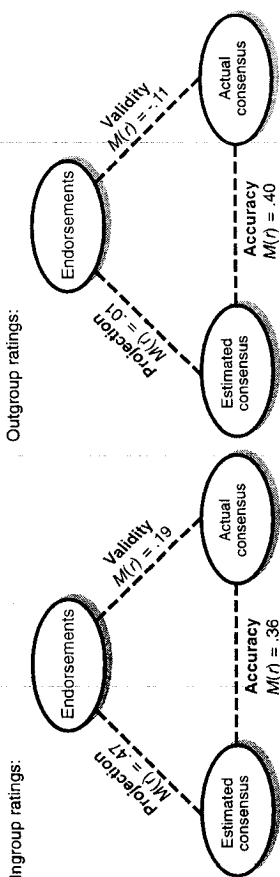 Ingroup ratings:
Endorsements
Projection
M(r) = .47
Validity
M(r) = .19
Estimated
consensus
Accuracy
M(r) = .36
Actual
consensus
Outgroup ratings:
Endorsements
Projection
M(r) = .01
Validity
M(r) = -.11
Estimated
consensus
Accuracy
M(r) = .40
Actual
consensus